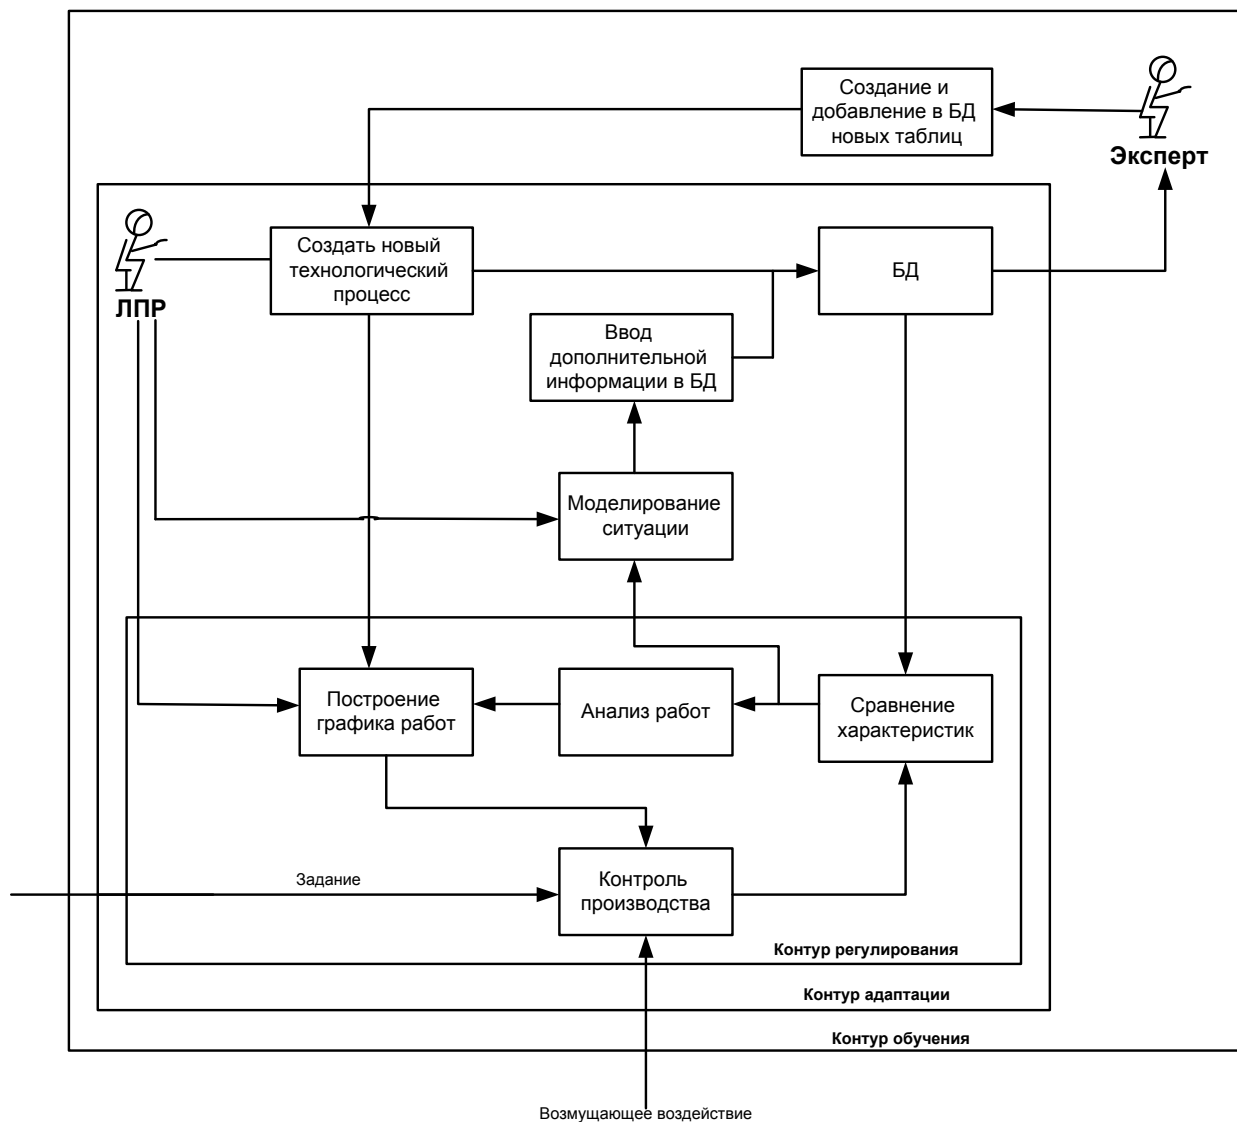 Создание и
добавление в БД
новых таблиц
Эксперт
ЛПР
Создать новый
технологический
процесс
БД
Ввод
дополнительной
информации в БД
Моделирование
ситуации
Построение
графика работ
Анализ работ
Сравнение
характеристик
Задание
Контроль
производства
Контур регулирования
Контур адаптации
Контур обучения
Возмущающее воздействие